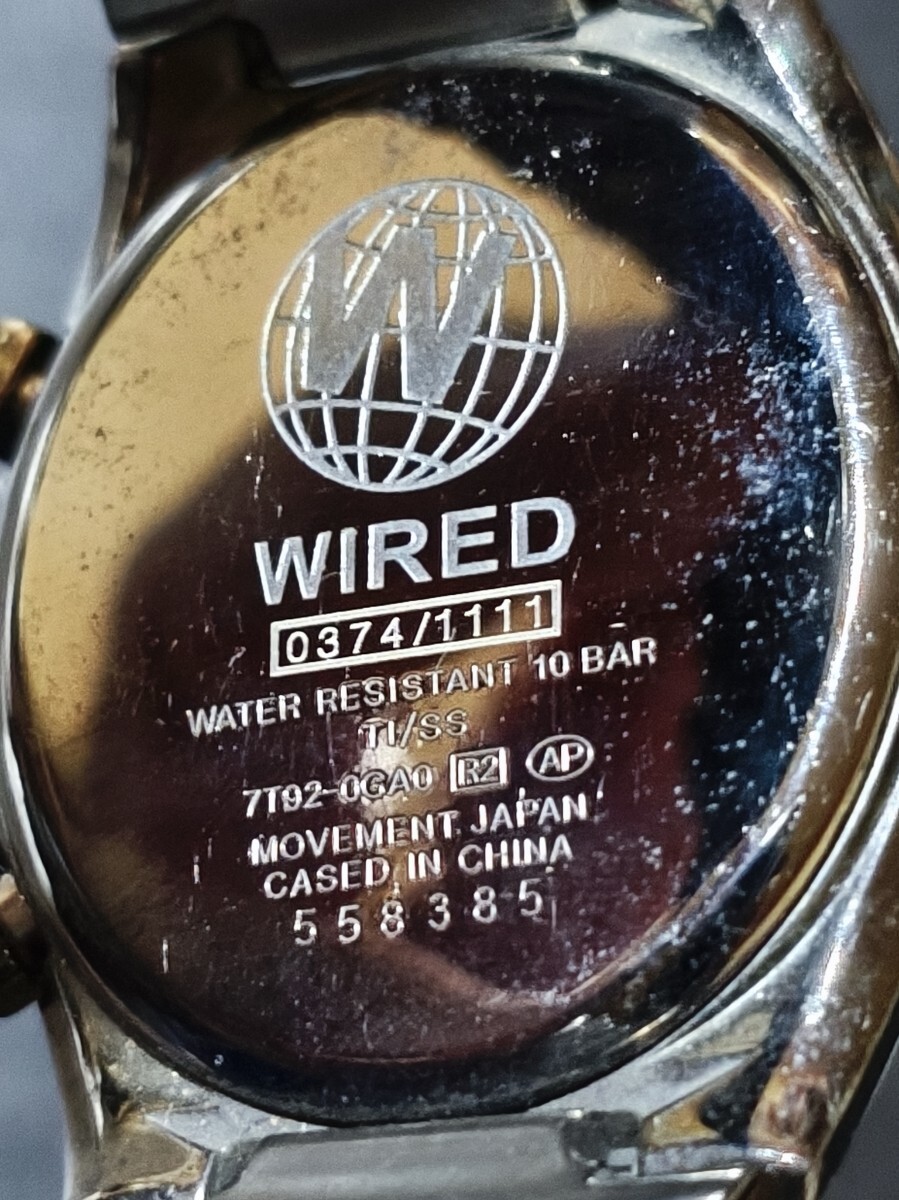 W
WIRED
0374/1111
WATER RESISTANT 10 BAR
TI/SS
7T92-0GA0 R2 AP
MOVEMENT JAPAN
CASED IN CHINA
558385